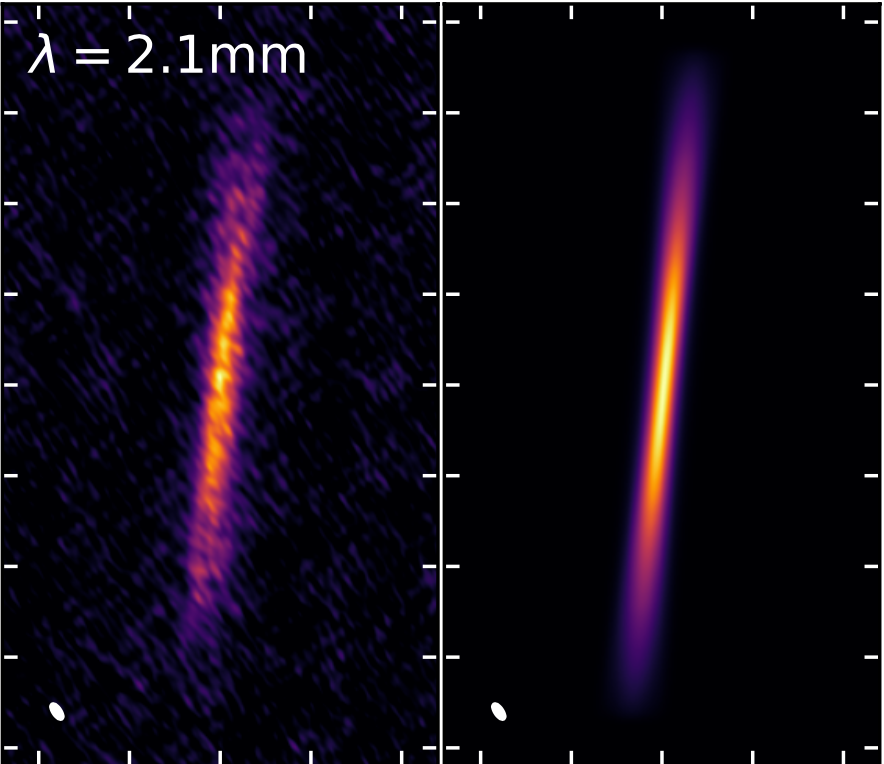 λ = 2.1mm